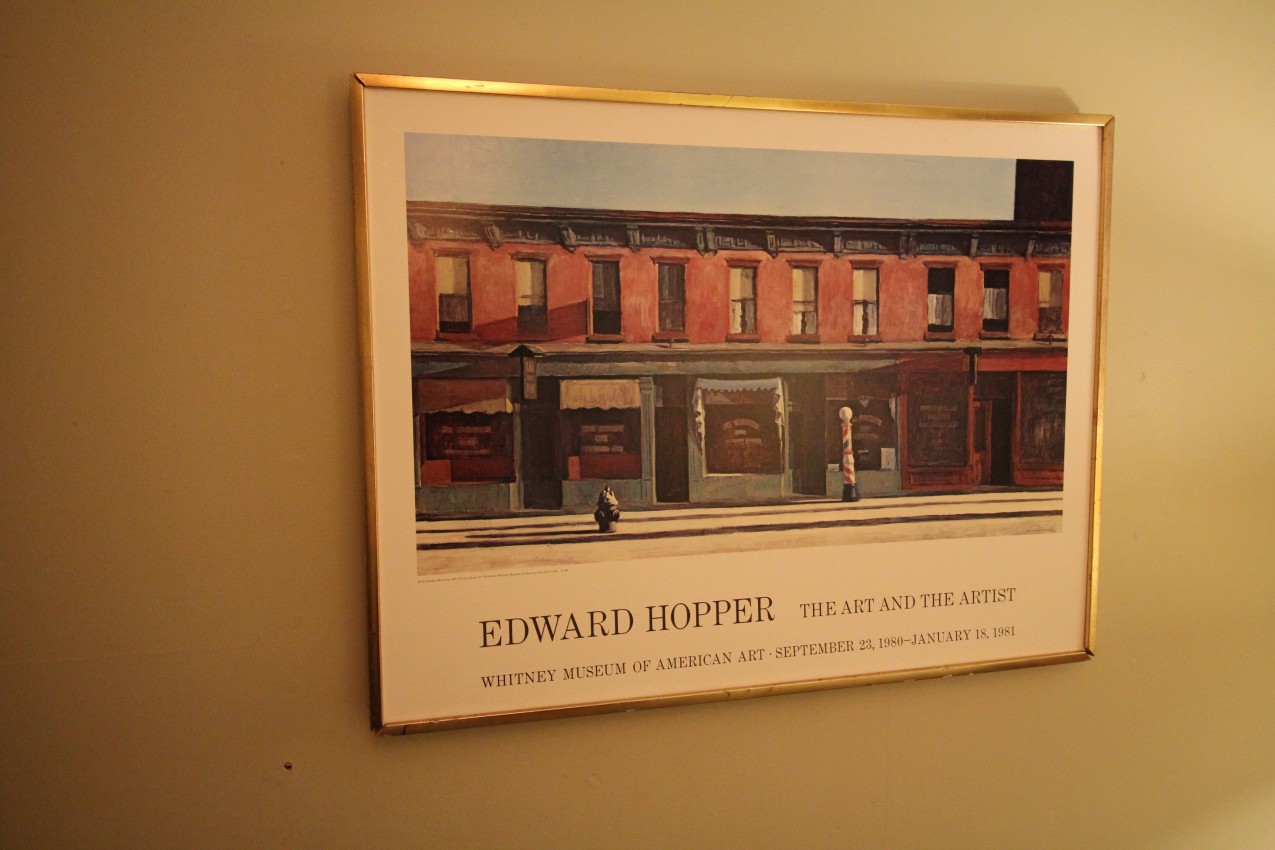 EDWARD HOPPER THE ART AND THE ARTIST
WHITNEY MUSEUM OF AMERICAN ART · SEPTEMBER 23, 1980–JANUARY 18, 1981